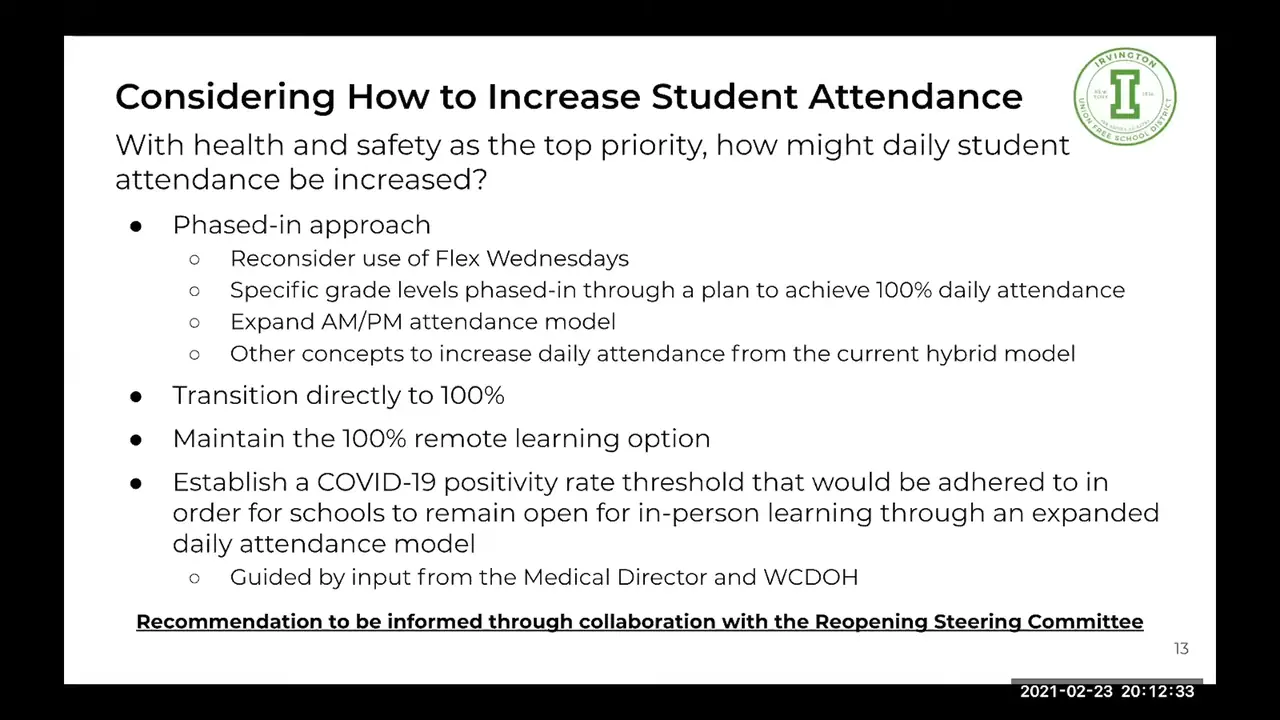 Considering How to Increase Student Attendance
IRVINGTON
NEW YORK
I
UNION FREE SCHOOL DISTRICT
With health and safety as the top priority, how might daily student
attendance be increased?
● Phased-in approach
○ Reconsider use of Flex Wednesdays
○ Specific grade levels phased-in through a plan to achieve 100% daily attendance
○ Expand AM/PM attendance model
○ Other concepts to increase daily attendance from the current hybrid model
● Transition directly to 100%
● Maintain the 100% remote learning option
● Establish a COVID-19 positivity rate threshold that would be adhered to in
order for schools to remain open for in-person learning through an expanded
daily attendance model
○ Guided by input from the Medical Director and WCDOH
Recommendation to be informed through collaboration with the Reopening Steering Committee
13
2021-02-23 20:12:33